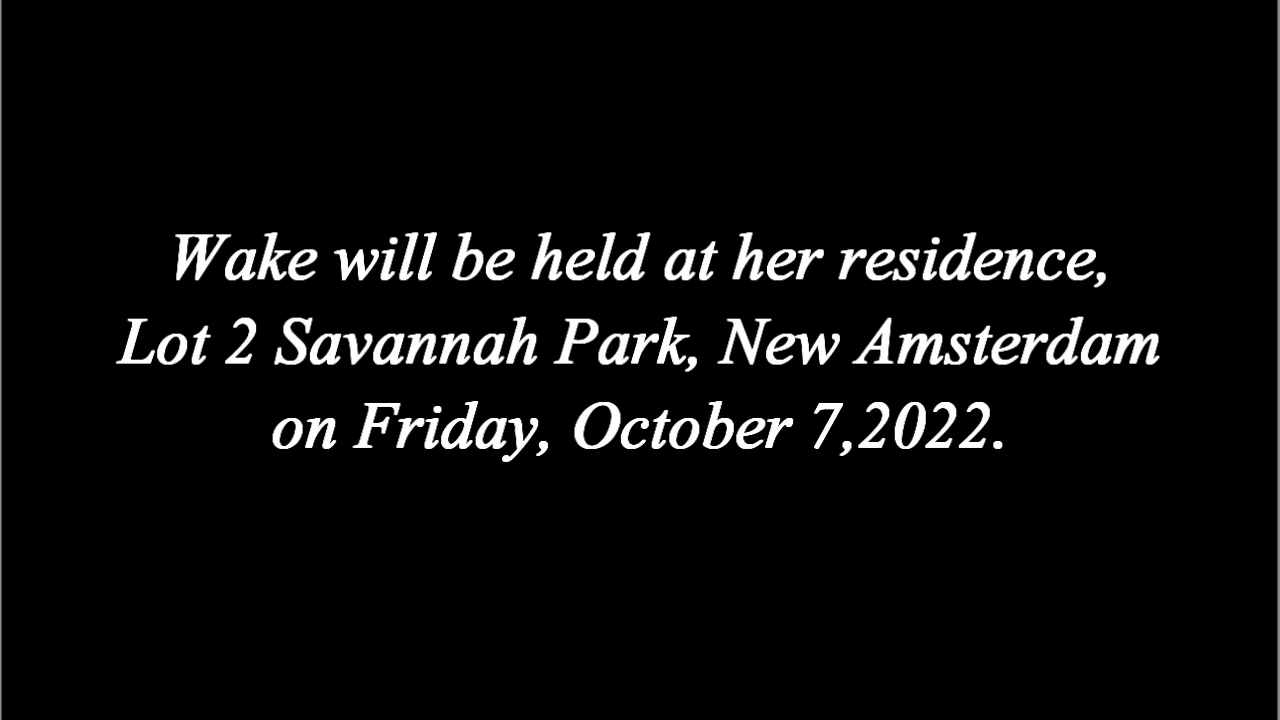 Wake will be held at her residence,
Lot 2 Savannah Park, New Amsterdam
on Friday, October 7,2022.